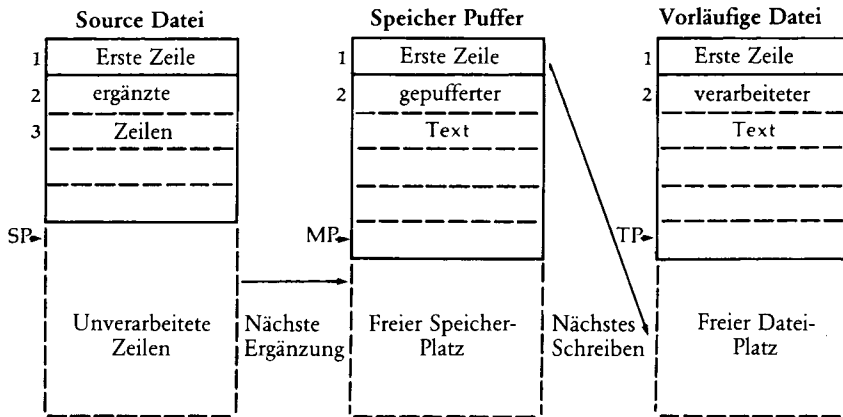 Source Datei
Speicher Puffer
Vorläufige Datei
1 Erste Zeile
1 Erste Zeile
1 Erste Zeile
2 ergänzte
2 gepufferter
2 verarbeiteter
3 Zeilen
Text
Text
SP
MP
TP
Unverarbeitete
Zeilen
Nächste
Ergänzung
Freier Speicher-
Platz
Nächstes
Schreiben
Freier Datei-
Platz